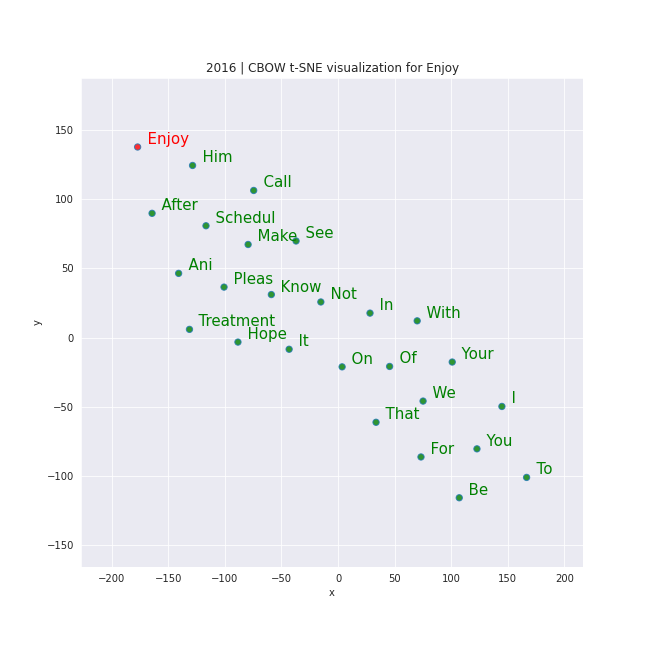 2016 | CBOW t-SNE visualization for Enjoy
150
Enjoy
Him
Call
100
After
Schedul
Make
See
50
Ani
Pleas
Know
Not
In
With
Treatment
Hope
It
0
y
On
Of
Your
We
I
−50
That
For
You
To
−100
Be
−150
−200 −150 −100 −50 0 50 100 150 200
x